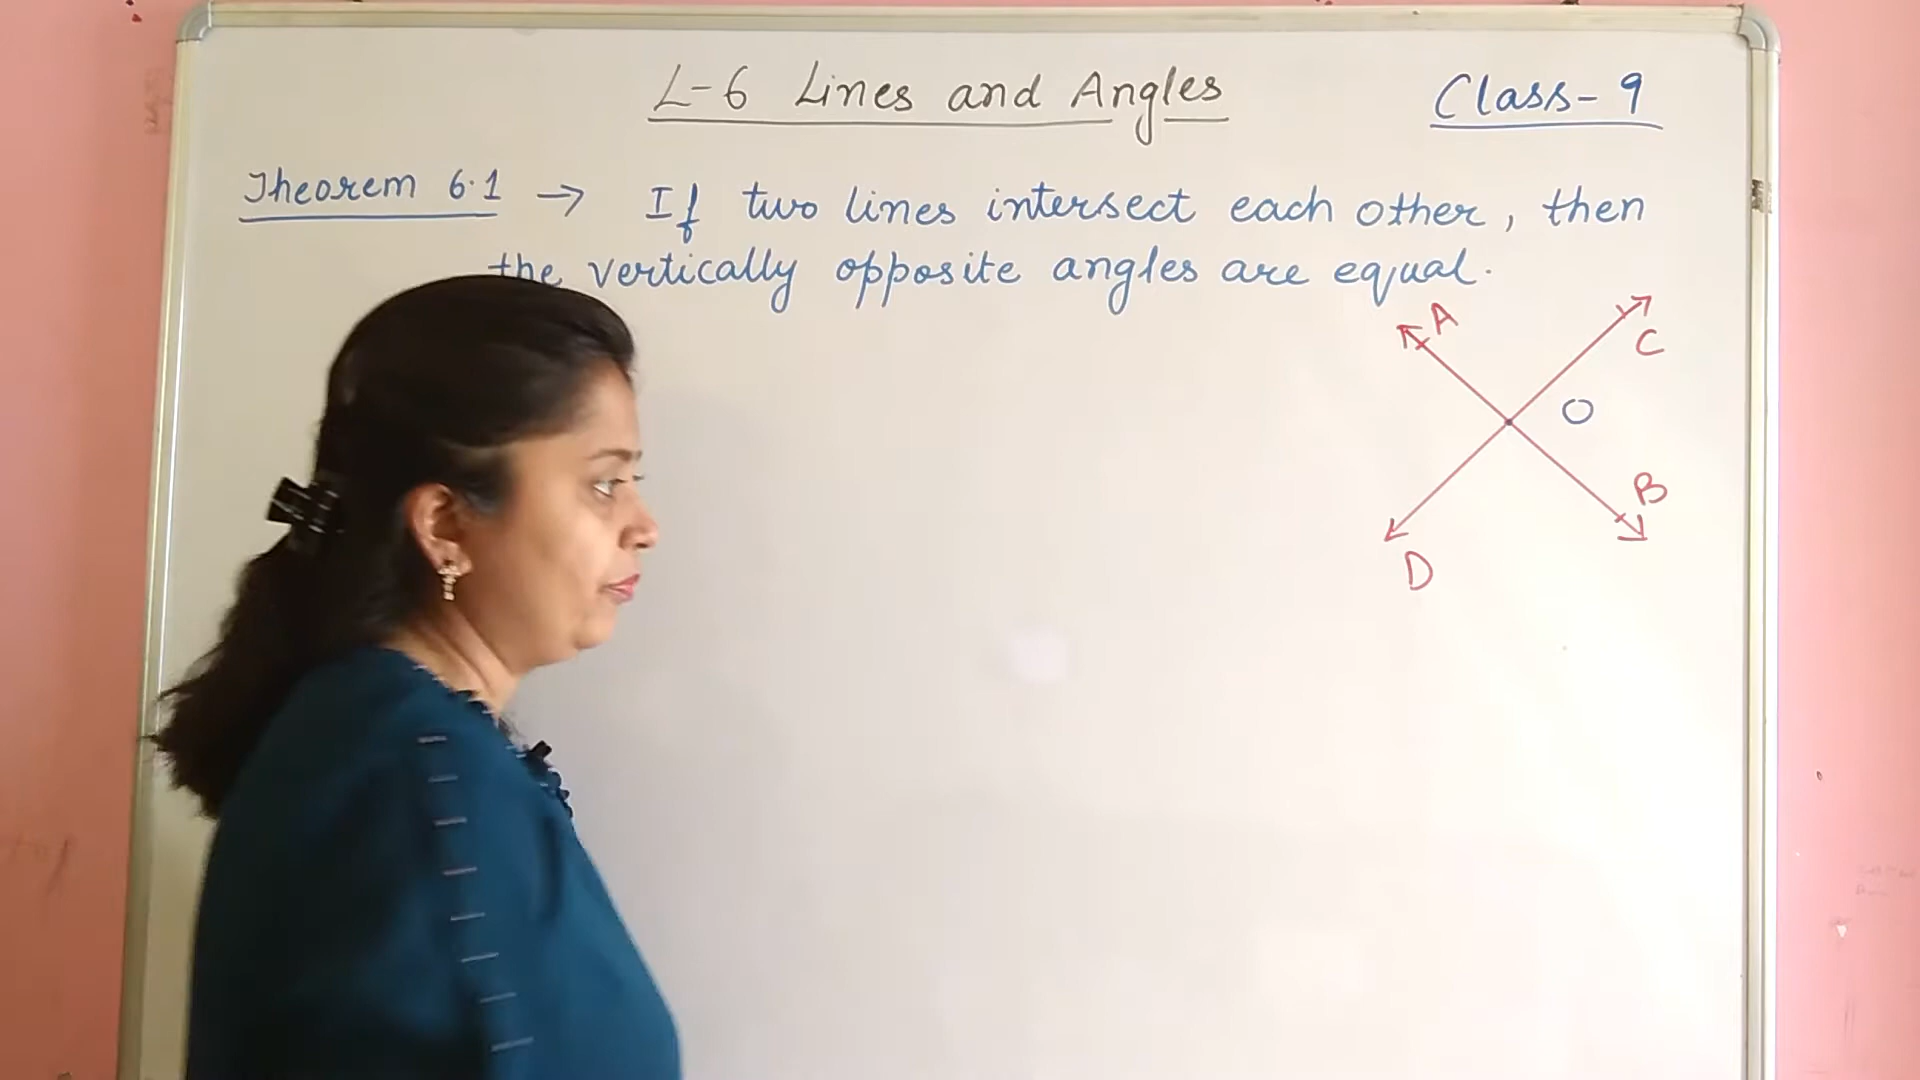 L-6 Lines and Angles
Class-9
Theorem 6.1 → If two lines intersect each other, then
the vertically opposite angles are equal.
A
C
O
B
D